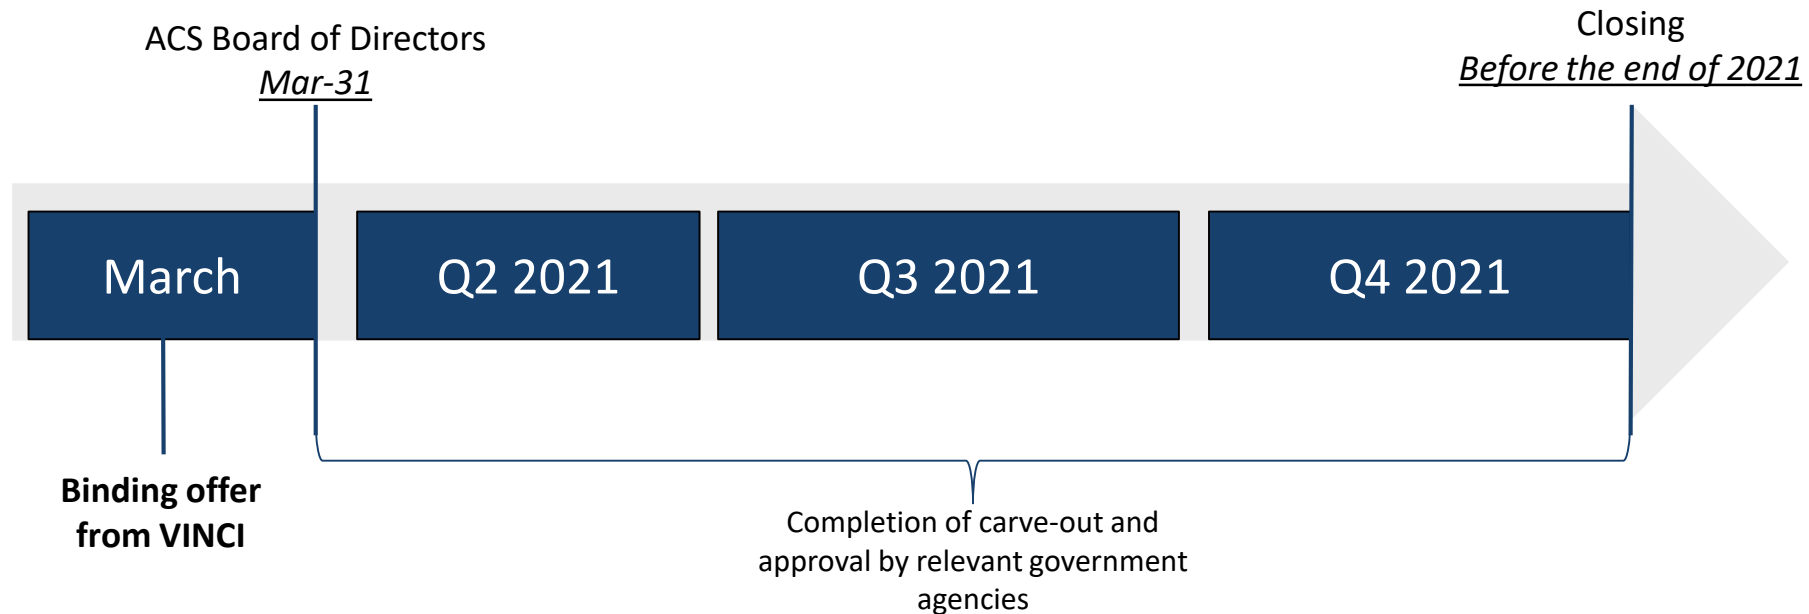 ACS Board of Directors
Mar-31
Closing
Before the end of 2021
March
Q2 2021
Q3 2021
Q4 2021
Binding offer
from VINCI
Completion of carve-out and
approval by relevant government
agencies